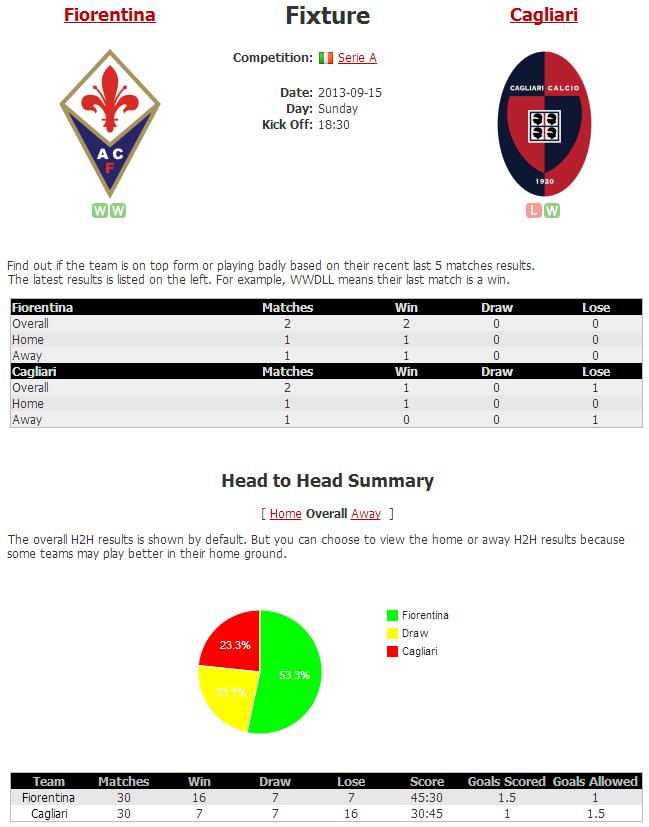 Fiorentina Fixture Cagliari
Competition: Serie A
CAGLIARI CALCIO
Date: 2013-09-15
Day: Sunday
Kick Off: 18:30
A C
F
1920
W W L W
Find out if the team is on top form or playing badly based on their recent last 5 matches results.
The latest results is listed on the left. For example, WWDLL means their last match is a win.
Fiorentina Matches Win Draw Lose
Overall 2 2 0 0
Home 1 1 0 0
Away 1 1 0 0
Cagliari Matches Win Draw Lose
Overall 2 1 0 1
Home 1 1 0 0
Away 1 0 0 1
Head to Head Summary
[ Home Overall Away ]
The overall H2H results is shown by default. But you can choose to view the home or away H2H results because
some teams may play better in their home ground.
Fiorentina
Draw
Cagliari
23.3%
53.3%
23.3%
Team Matches Win Draw Lose Score Goals Scored Goals Allowed
Fiorentina 30 16 7 7 45:30 1.5 1
Cagliari 30 7 7 16 30:45 1 1.5